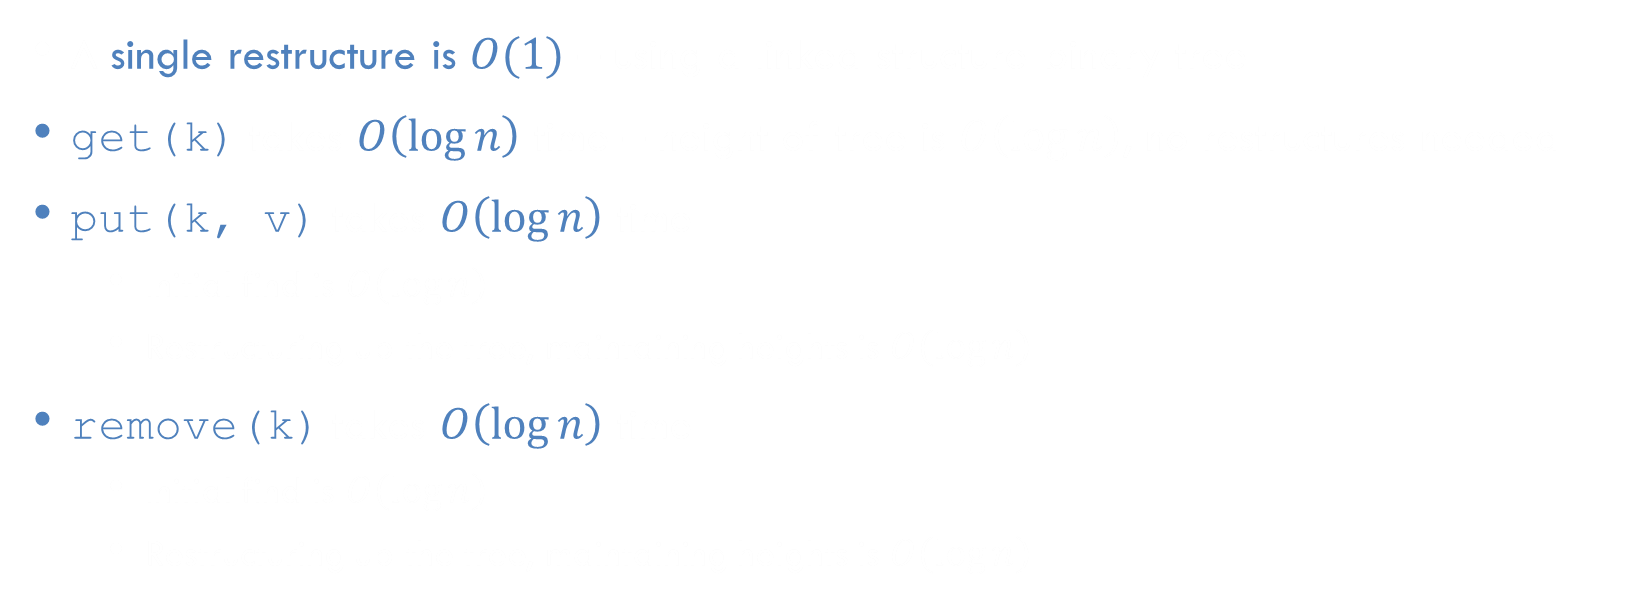 single restructure is O(1)
• get(k) O(log n)
• put(k, v) O(log n)
• remove(k) O(log n)